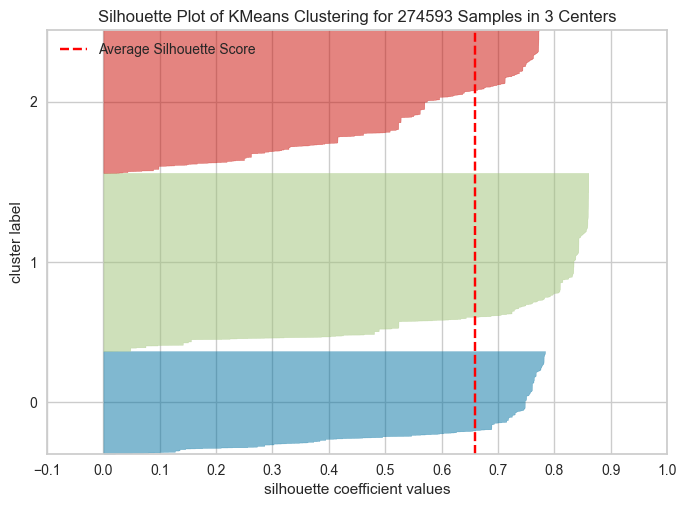 Silhouette Plot of KMeans Clustering for 274593 Samples in 3 Centers
Average Silhouette Score
2
1
0
cluster label
−0.1 0.0 0.1 0.2 0.3 0.4 0.5 0.6 0.7 0.8 0.9 1.0
silhouette coefficient values